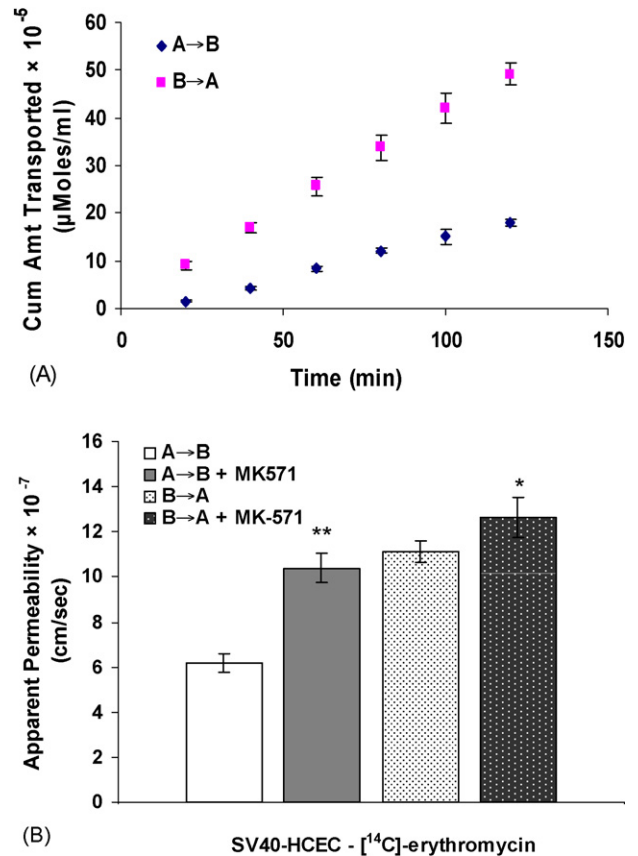 A→B
B→A
Cum Amt Transported × 10⁻⁵
(µMoles/ml)
60
50
40
30
20
10
0
0
50
100
150
Time (min)
(A)
A→B
A→B + MK571
B→A
B→A + MK-571
Apparent Permeability × 10⁻⁷
(cm/sec)
16
14
12
10
8
6
4
2
0
**
*
SV40-HCEC - [¹⁴C]-erythromycin
(B)